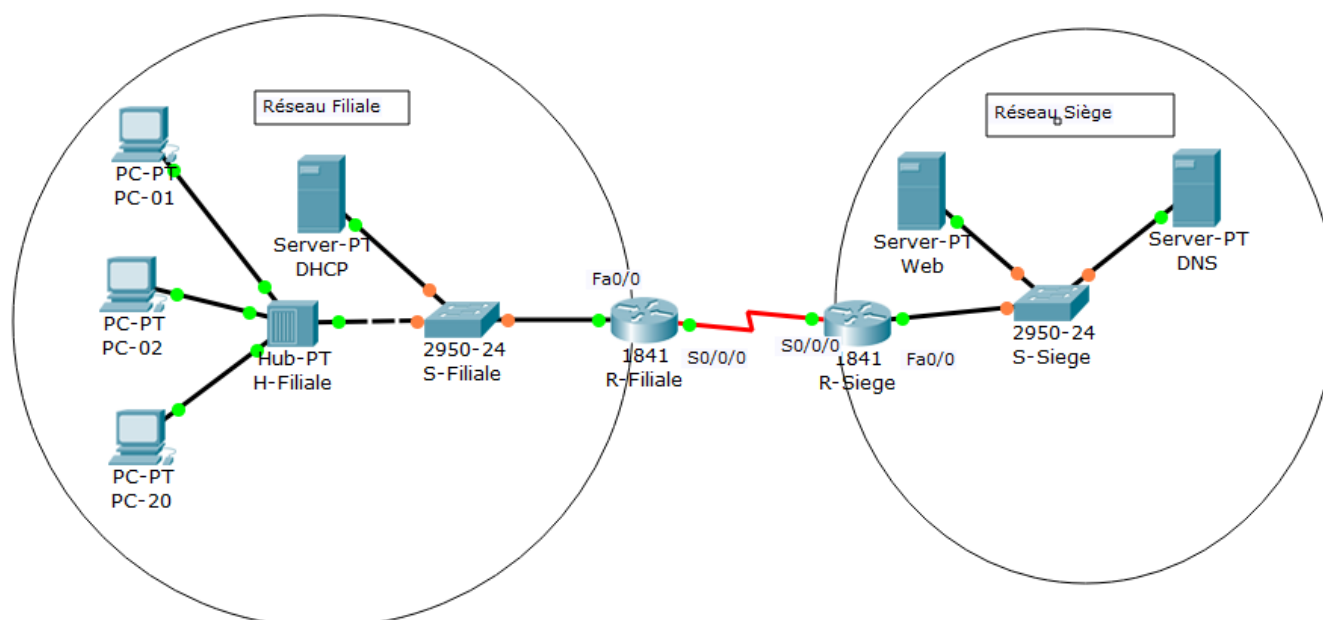 Réseau Filiale
PC-PT
PC-01
Server-PT
DHCP
PC-PT
PC-02
Hub-PT
H-Filiale
PC-PT
PC-20
2950-24
S-Filiale
Fa0/0
1841
R-Filiale
S0/0/0
S0/0/0
1841
R-Siege
Fa0/0
Réseau Siège
Server-PT
Web
Server-PT
DNS
2950-24
S-Siege